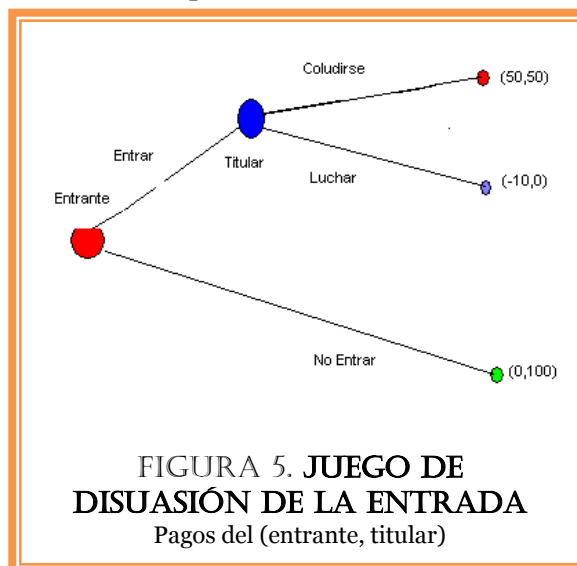 Coludirse
(50,50)
Entrar
Titular
Luchar
(-10,0)
Entrante
No Entrar
(0,100)
FIGURA 5. JUEGO DE
DISUASIÓN DE LA ENTRADA
Pagos del (entrante, titular)